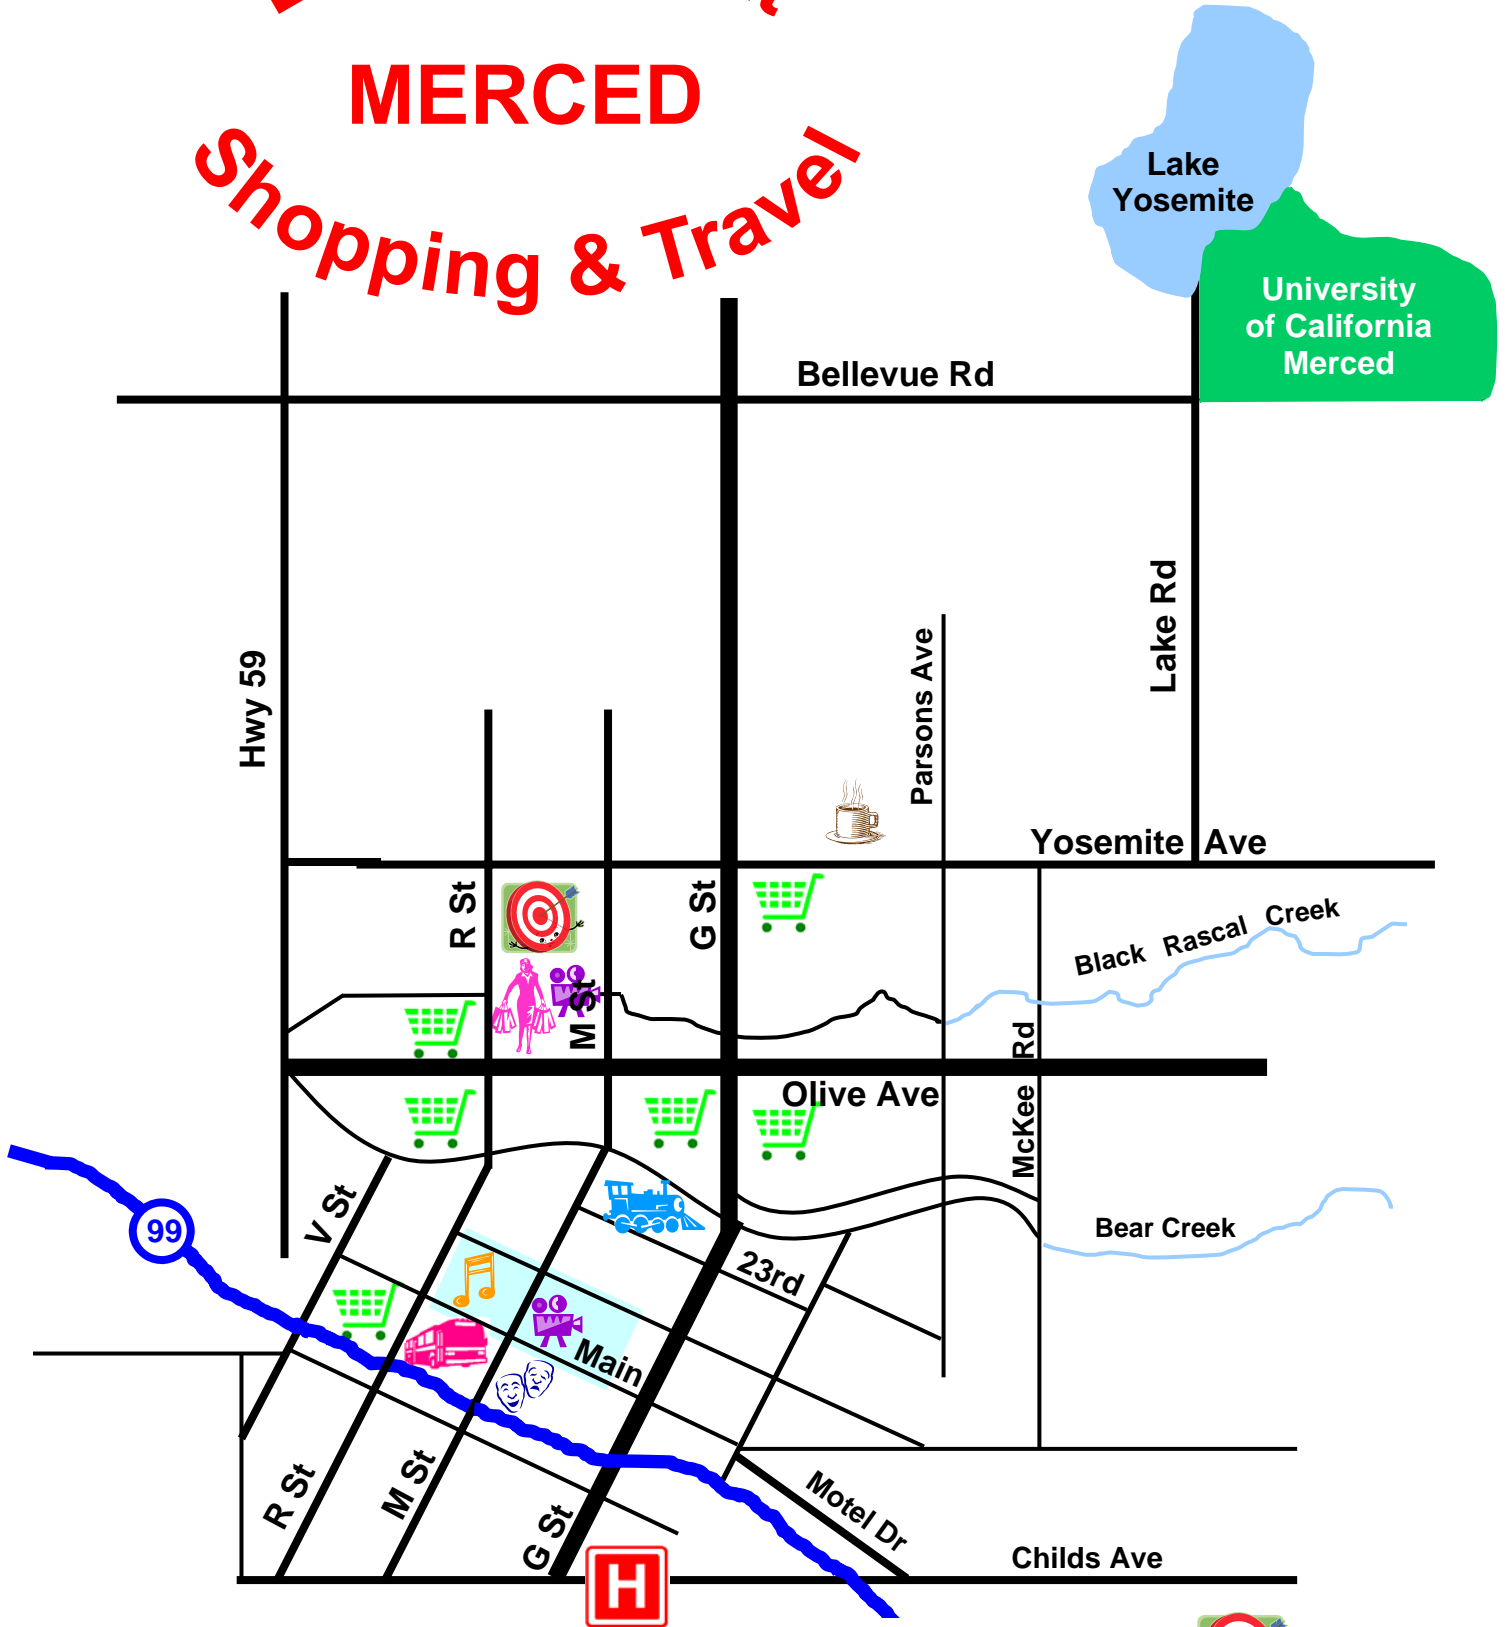 MERCED
Shopping & Travel
Lake
Yosemite
University
of California
Merced
Bellevue Rd
Hwy 59
Lake Rd
Parsons Ave
Yosemite Ave
R St
G St
M St
Black Rascal Creek
McKee Rd
Olive Ave
V St
99
Bear Creek
23rd
Main
R St
M St
G St
Motel Dr
Childs Ave
H